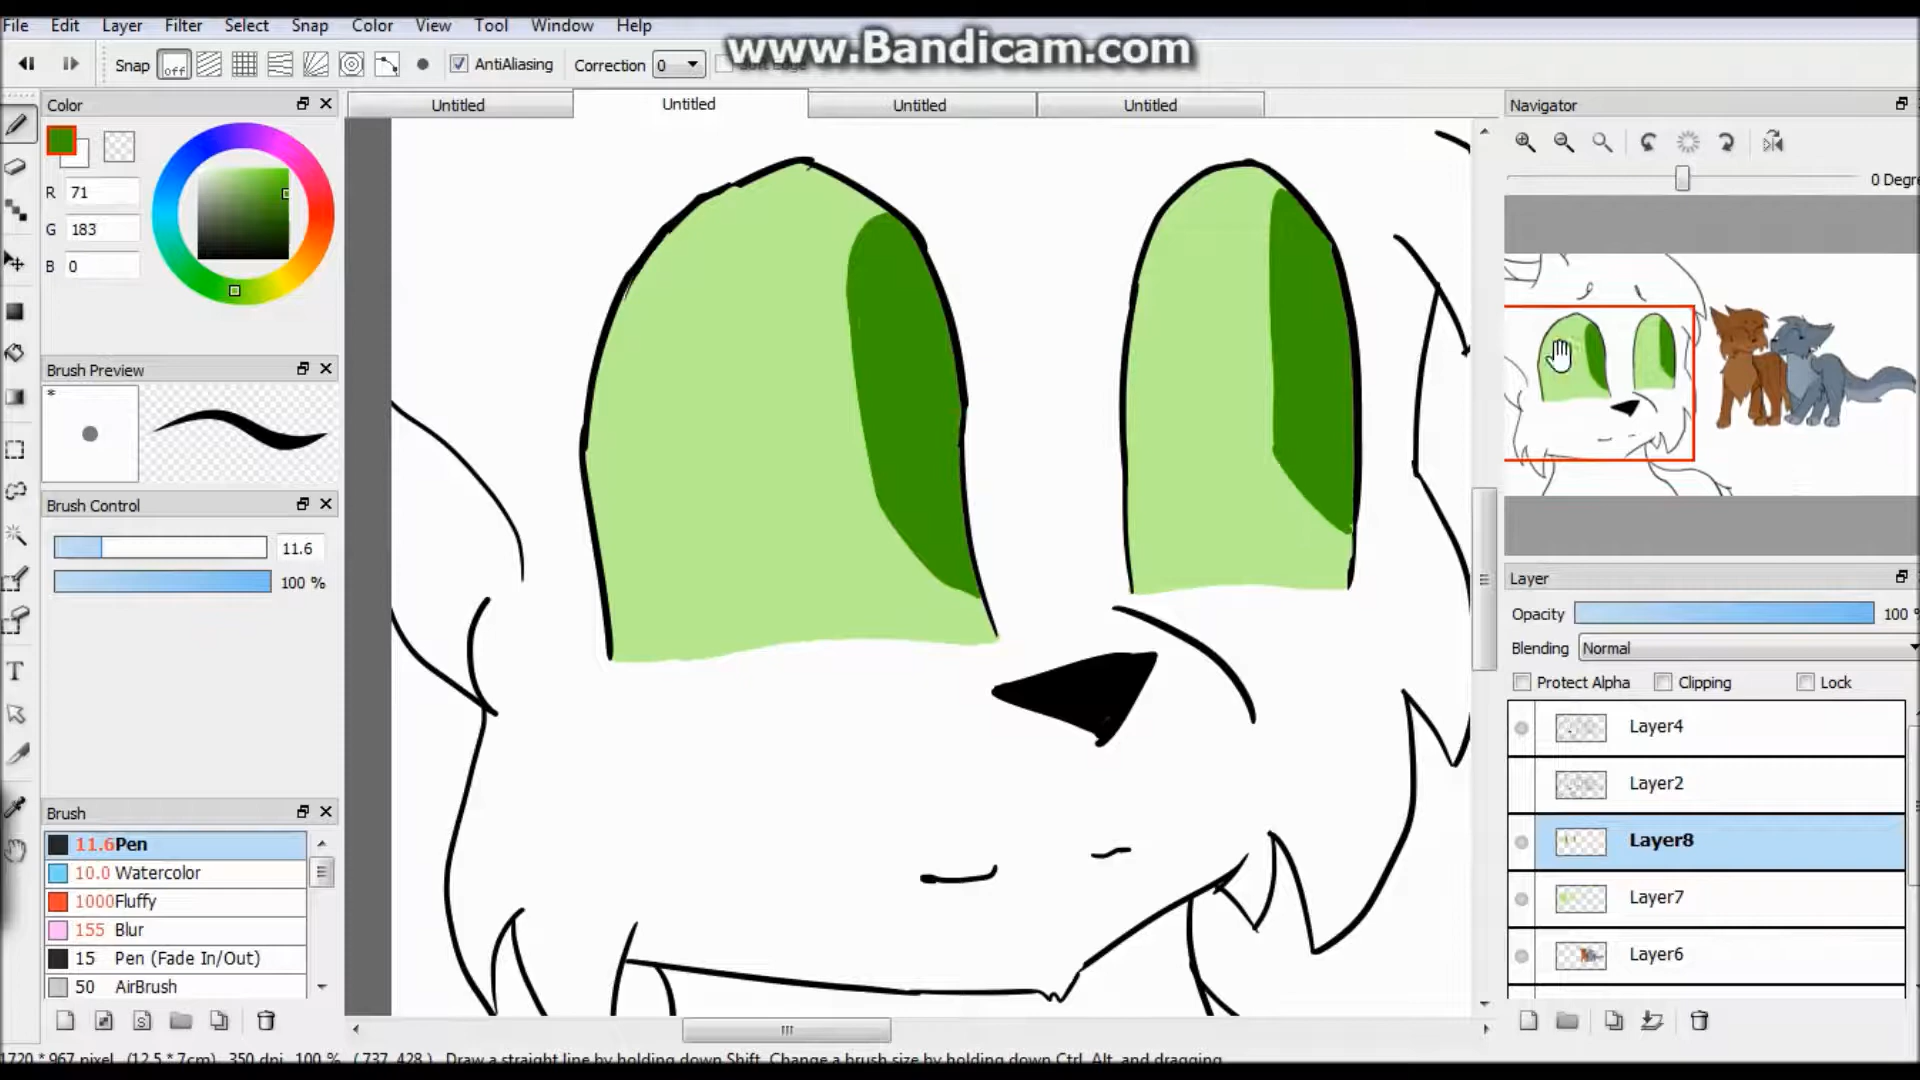 File Edit Layer Filter Select Snap Color View Tool Window Help
www.Bandicam.com
Snap off AntiAliasing Correction 0 Soft Edge
Color
Untitled Untitled Untitled Untitled
Navigator
R 71
G 183
B 0
0 Degre
Brush Preview
*
Brush Control
11.6
100 %
Layer
Opacity 100 %
Blending Normal
Protect Alpha Clipping Lock
Layer4
Layer2
Layer8
Layer7
Layer6
Brush
11.6 Pen
10.0 Watercolor
1000 Fluffy
155 Blur
15 Pen (Fade In/Out)
50 AirBrush
T
S
1720 * 967 pixel (12.5 * 7cm) 350 dpi 100 % (737, 428) Draw a straight line by holding down Shift, Change a brush size by holding down Ctrl, Alt, and dragging